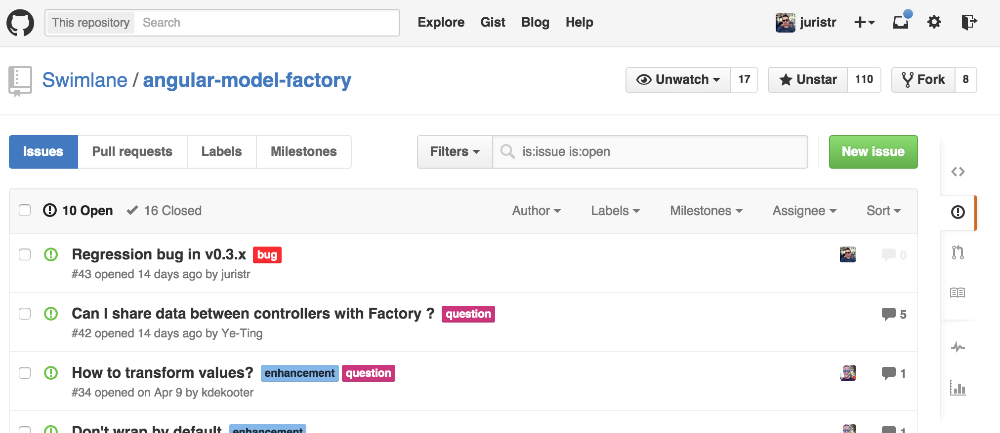 This repository Search Explore Gist Blog Help juristr
Swimlane / angular-model-factory Unwatch 17 Unstar 110 Fork 8
Issues Pull requests Labels Milestones Filters is:issue is:open New issue
10 Open 16 Closed Author Labels Milestones Assignee Sort
Regression bug in v0.3.x bug 0
#43 opened 14 days ago by juristr
Can I share data between controllers with Factory ? question 5
#42 opened 14 days ago by Ye-Ting
How to transform values? enhancement question 1
#34 opened on Apr 9 by kdekooter
Don't wrap by default enhancement 1